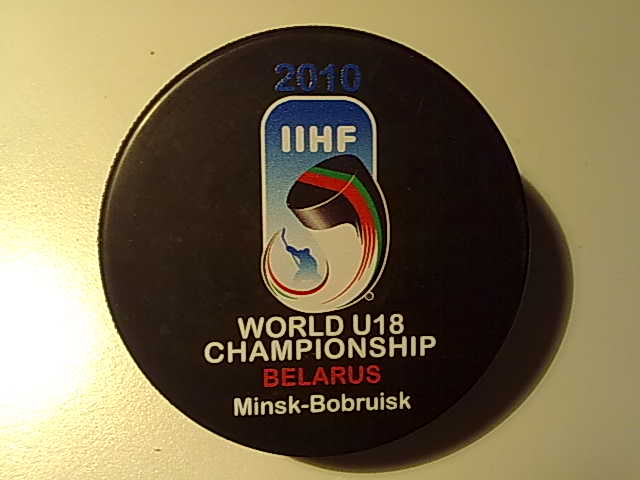 2010
IIHF
WORLD U18
CHAMPIONSHIP
BELARUS
Minsk-Bobruisk